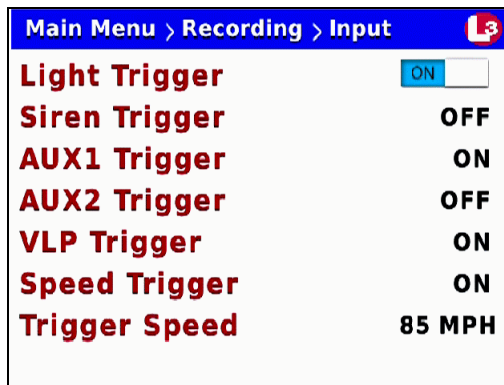 Main Menu > Recording > Input L3
Light Trigger ON
Siren Trigger OFF
AUX1 Trigger ON
AUX2 Trigger OFF
VLP Trigger ON
Speed Trigger ON
Trigger Speed 85 MPH